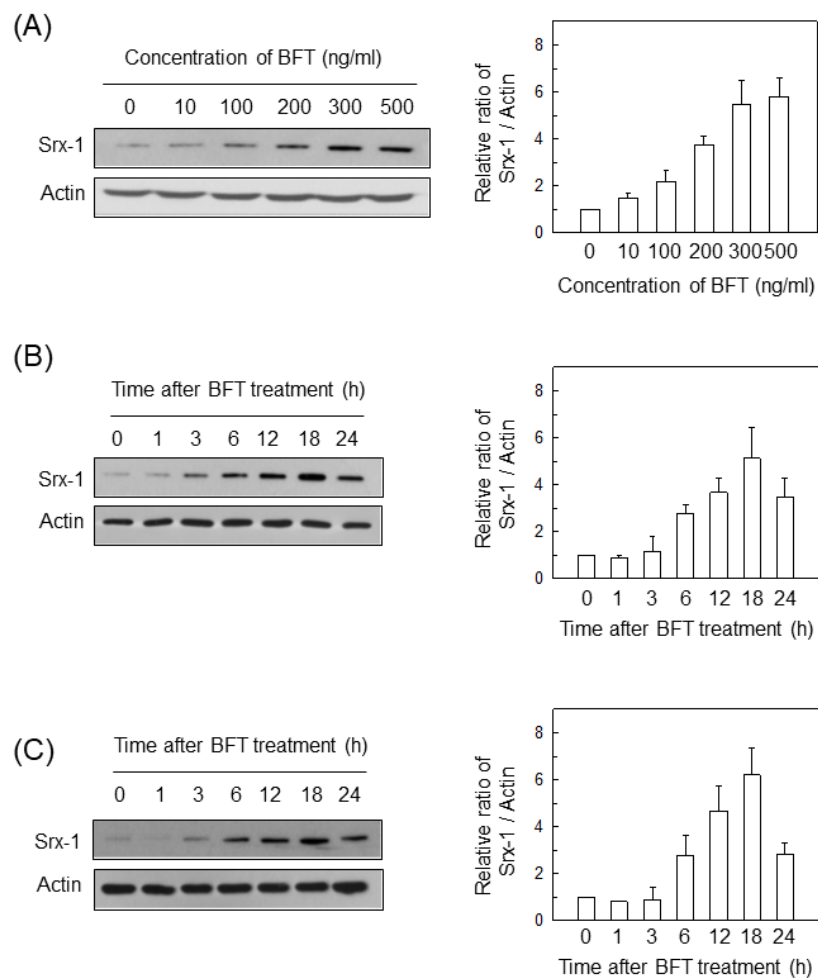 (A)
Concentration of BFT (ng/ml)
0 10 100 200 300 500
Srx-1
Actin
Relative ratio of
Srx-1 / Actin
8
6
4
2
0
0 10 100 200 300 500
Concentration of BFT (ng/ml)
(B)
Time after BFT treatment (h)
0 1 3 6 12 18 24
Srx-1
Actin
Relative ratio of
Srx-1 / Actin
8
6
4
2
0
0 1 3 6 12 18 24
Time after BFT treatment (h)
(C)
Time after BFT treatment (h)
0 1 3 6 12 18 24
Srx-1
Actin
Relative ratio of
Srx-1 / Actin
8
6
4
2
0
0 1 3 6 12 18 24
Time after BFT treatment (h)